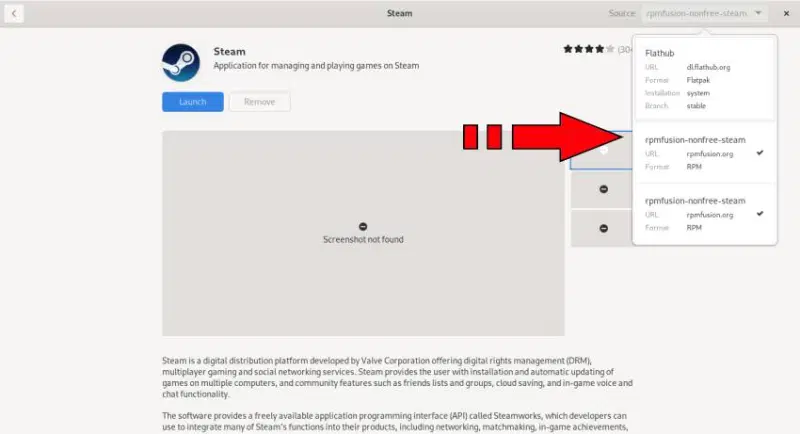 Steam
Source rpmfusion-nonfree-steam
Steam
Application for managing and playing games on Steam
Launch
Remove
Flathub
URL dl.flathub.org
Format Flatpak
Installation system
Branch stable
rpmfusion-nonfree-steam
URL rpmfusion.org
Format RPM
rpmfusion-nonfree-steam
URL rpmfusion.org
Format RPM
Screenshot not found
Steam is a digital distribution platform developed by Valve Corporation offering digital rights management (DRM),
multiplayer gaming and social networking services. Steam provides the user with installation and automatic updating of
games on multiple computers, and community features such as friends lists and groups, cloud saving, and in-game voice and
chat functionality.
The software provides a freely available application programming interface (API) called Steamworks, which developers can
use to integrate many of Steam's functions into their products, including networking, matchmaking, in-game achievements,